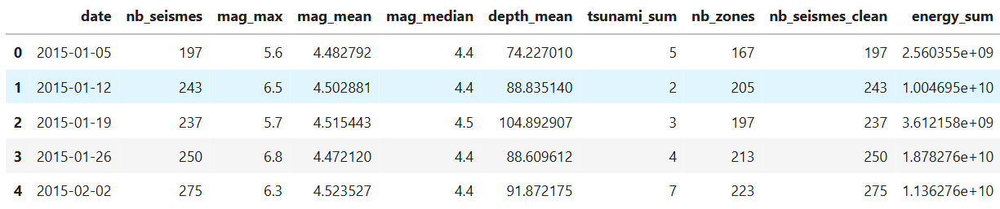 date nb_seismes mag_max mag_mean mag_median depth_mean tsunami_sum nb_zones nb_seismes_clean energy_sum
0 2015-01-05 197 5.6 4.482792 4.4 74.227010 5 167 197 2.560355e+09
1 2015-01-12 243 6.5 4.502881 4.4 88.835140 2 205 243 1.004695e+10
2 2015-01-19 237 5.7 4.515443 4.5 104.892907 3 197 237 3.612158e+09
3 2015-01-26 250 6.8 4.472120 4.4 88.609612 4 213 250 1.878276e+10
4 2015-02-02 275 6.3 4.523527 4.4 91.872175 7 223 275 1.136276e+10